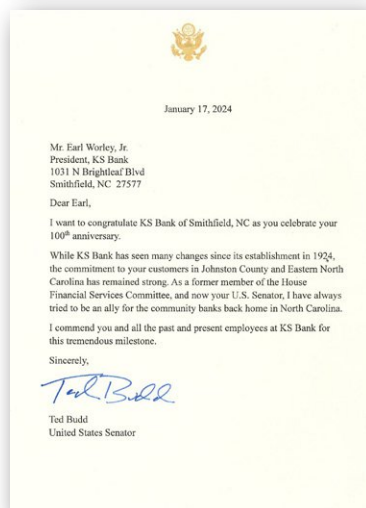 January 17, 2024
Mr. Earl Worley, Jr.
President, KS Bank
1031 N Brightleaf Blvd
Smithfield, NC 27577
Dear Earl,
I want to congratulate KS Bank of Smithfield, NC as you celebrate your
100th anniversary.
While KS Bank has seen many changes since its establishment in 1924,
the commitment to your customers in Johnston County and Eastern North
Carolina has remained strong. As a former member of the House
Financial Services Committee, and now your U.S. Senator, I have always
tried to be an ally for the community banks back home in North Carolina.
I commend you and all the past and present employees at KS Bank for
this tremendous milestone.
Sincerely,
Ted Budd
Ted Budd
United States Senator